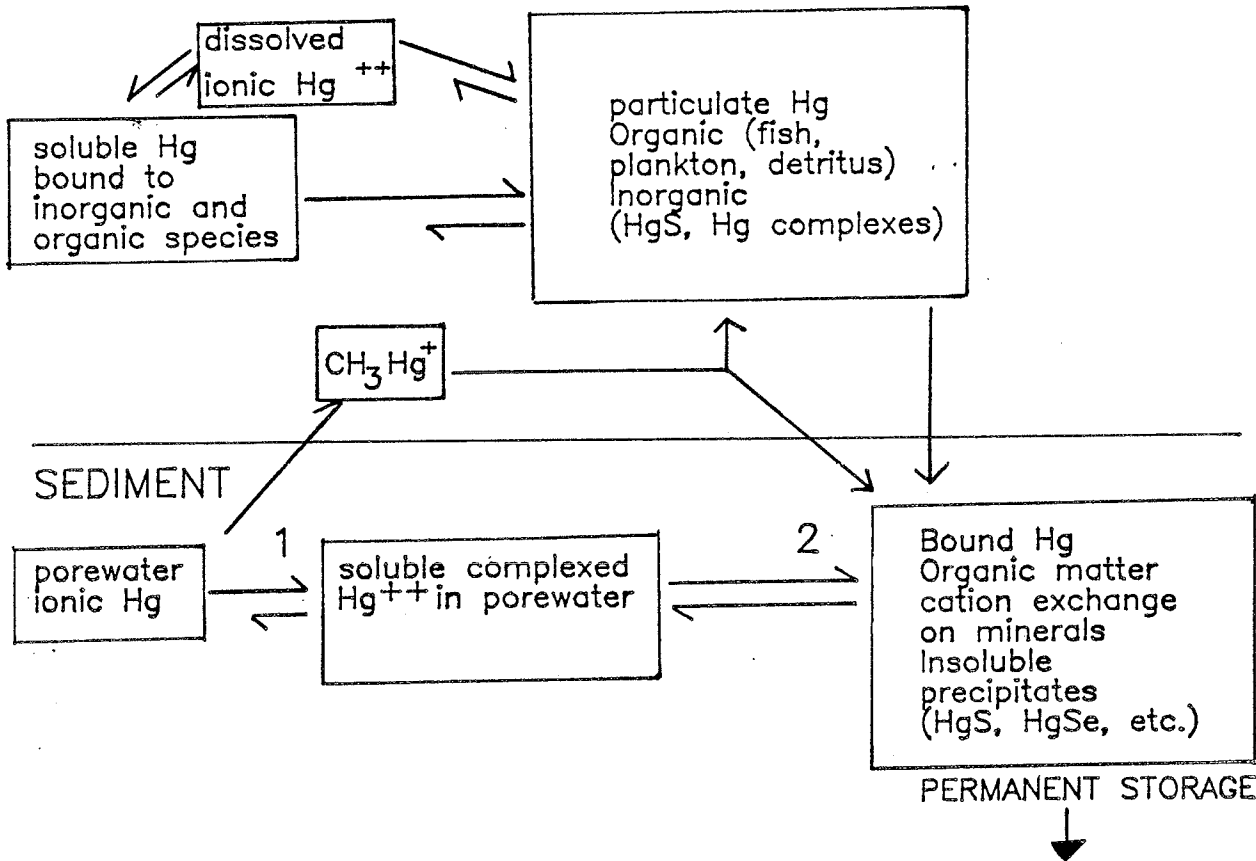 dissolved
ionic Hg ++
soluble Hg
bound to
inorganic and
organic species
particulate Hg
Organic (fish,
plankton, detritus)
Inorganic
(HgS, Hg complexes)
CH3Hg+
SEDIMENT
porewater
ionic Hg
1
soluble complexed
Hg++ in porewater
2
Bound Hg
Organic matter
cation exchange
on minerals
Insoluble
precipitates
(HgS, HgSe, etc.)
PERMANENT STORAGE